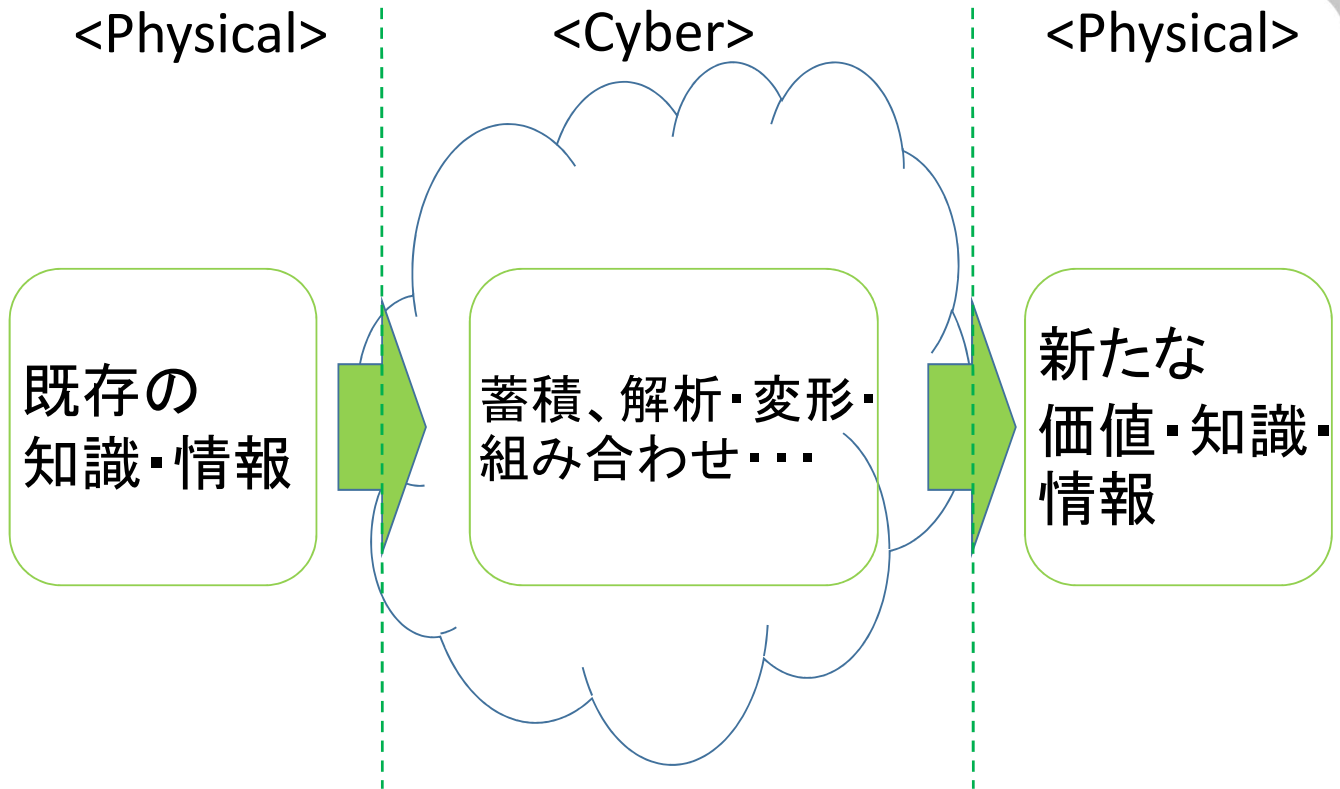 <Physical>
<Cyber>
<Physical>
既存の
知識・情報
蓄積、解析・変形・
組み合わせ・・・
新たな
価値・知識・
情報